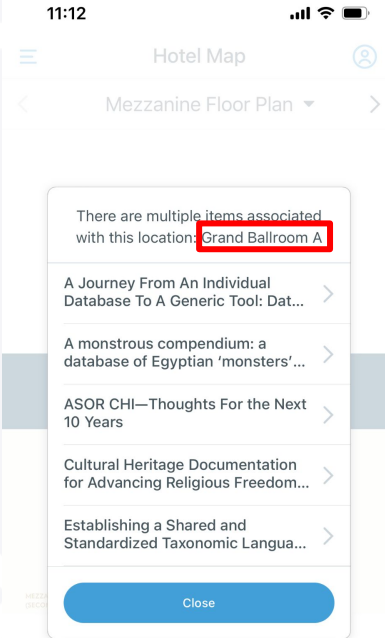 11:12
Hotel Map
Mezzanine Floor Plan
There are multiple items associated
with this location: Grand Ballroom A
A Journey From An Individual
Database To A Generic Tool: Dat...
A monstrous compendium: a
database of Egyptian ‘monsters’...
ASOR CHI—Thoughts For the Next
10 Years
Cultural Heritage Documentation
for Advancing Religious Freedom...
Establishing a Shared and
Standardized Taxonomic Langua...
Close